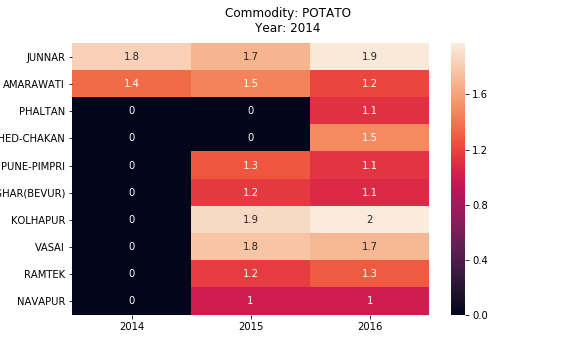 Commodity: POTATO
Year: 2014
JUNNAR 1.8 1.7 1.9
AMARAWATI 1.4 1.5 1.2
PHALTAN 0 0 1.1
HED-CHAKAN 0 0 1.5
PUNE-PIMPRI 0 1.3 1.1
GHAR(BEVUR) 0 1.2 1.1
KOLHAPUR 0 1.9 2
VASAI 0 1.8 1.7
RAMTEK 0 1.2 1.3
NAVAPUR 0 1 1
2014 2015 2016
1.6
1.2
0.8
0.4
0.0